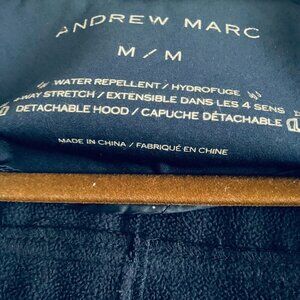 ANDREW MARC
M/M
WATER REPELLENT / HYDROFUGE
WAY STRETCH / EXTENSIBLE DANS LES 4 SENS
DETACHABLE HOOD / CAPUCHE DÉTACHABLE
MADE IN CHINA / FABRIQUÉ EN CHINE